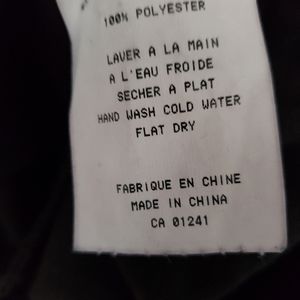 100% POLYESTER
LAVER A LA MAIN
A L'EAU FROIDE
SECHER A PLAT
HAND WASH COLD WATER
FLAT DRY
FABRIQUE EN CHINE
MADE IN CHINA
CA 01241